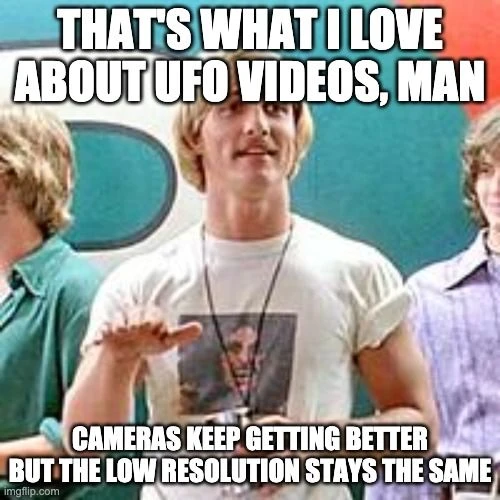 THAT'S WHAT I LOVE
ABOUT UFO VIDEOS, MAN
CAMERAS KEEP GETTING BETTER
BUT THE LOW RESOLUTION STAYS THE SAME
imgflip.com